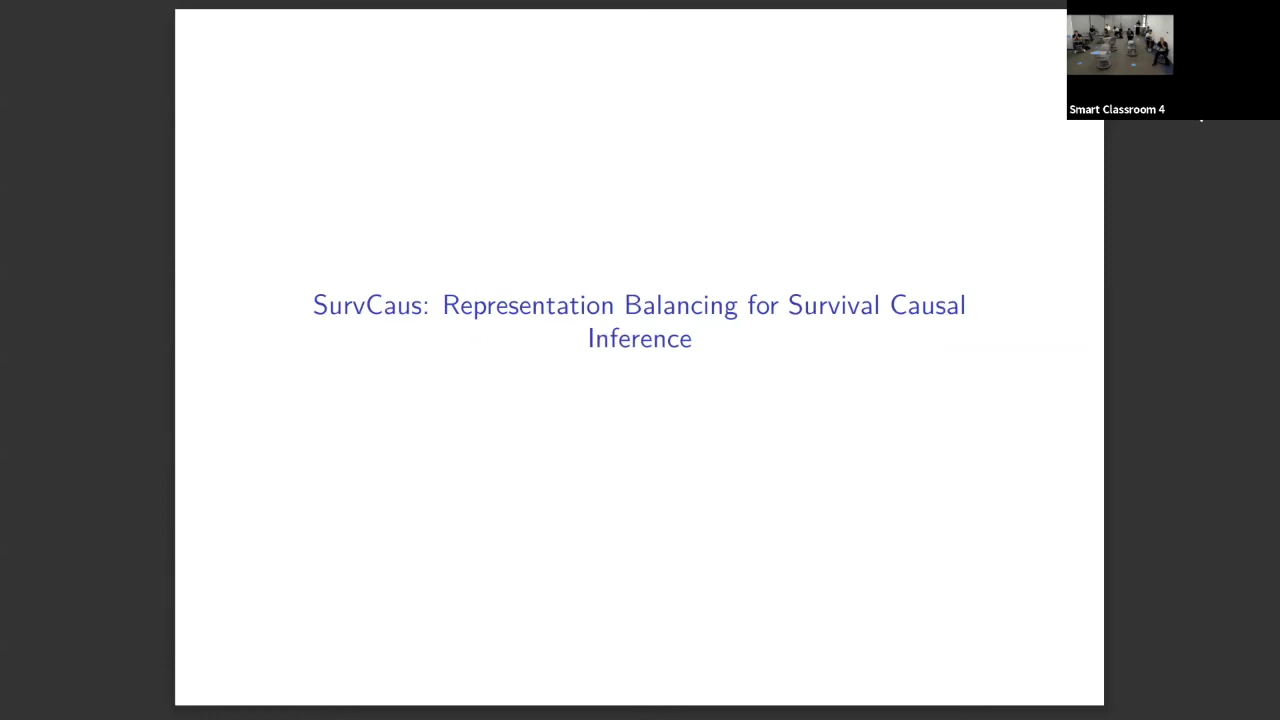 SurvCaus: Representation Balancing for Survival Causal
Inference
Smart Classroom 4